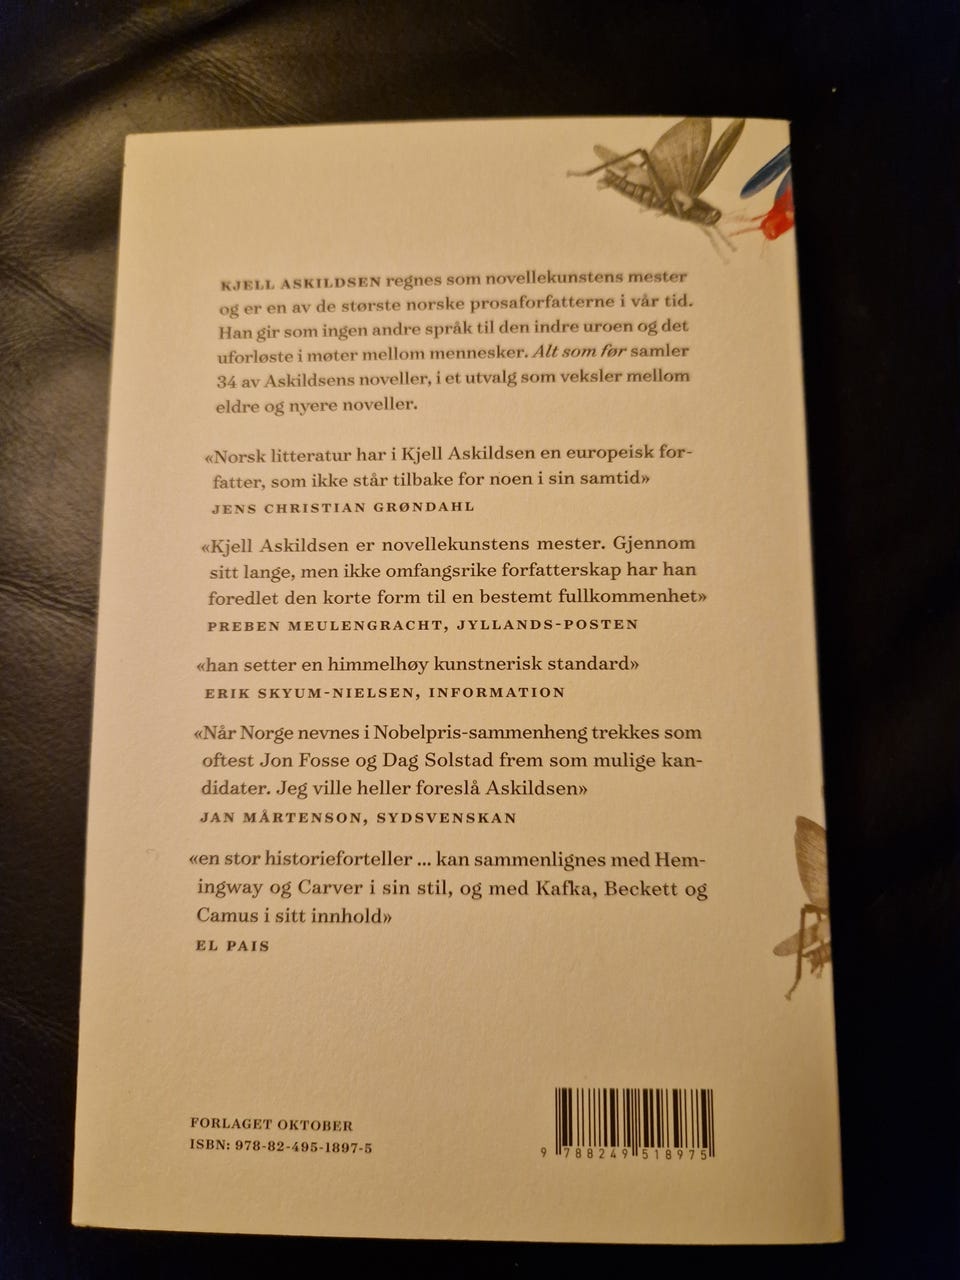 KJELL ASKILDSEN regnes som novellekunstens mester
og er en av de største norske prosaforfatterne i vår tid.
Han gir som ingen andre språk til den indre uroen og det
uforløste i møter mellom mennesker. Alt som før samler
34 av Askildsens noveller, i et utvalg som veksler mellom
eldre og nyere noveller.
«Norsk litteratur har i Kjell Askildsen en europeisk for-
fatter, som ikke står tilbake for noen i sin samtid»
JENS CHRISTIAN GRØNDAHL
«Kjell Askildsen er novellekunstens mester. Gjennom
sitt lange, men ikke omfangsrike forfatterskap har han
foredlet den korte form til en bestemt fullkommenhet»
PREBEN MEULENGRACHT, JYLLANDS-POSTEN
«han setter en himmelhøy kunstnerisk standard»
ERIK SKYUM-NIELSEN, INFORMATION
«Når Norge nevnes i Nobelpris-sammenheng trekkes som
oftest Jon Fosse og Dag Solstad frem som mulige kan-
didater. Jeg ville heller foreslå Askildsen»
JAN MÅRTENSON, SYDSVENSKAN
«en stor historieforteller ... kan sammenlignes med Hem-
ingway og Carver i sin stil, og med Kafka, Beckett og
Camus i sitt innhold»
EL PAIS
FORLAGET OKTOBER
ISBN: 978-82-495-1897-5
9 788249 518975